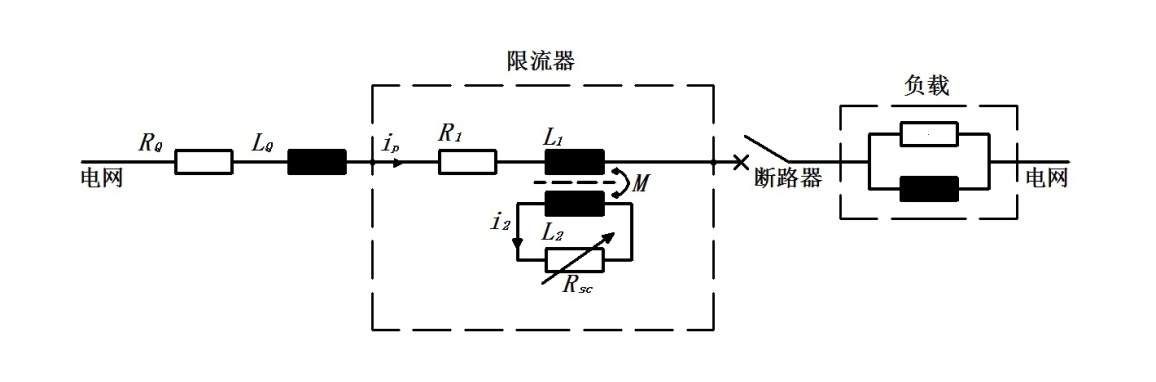 限流器
负载
R_Q
L_Q
i_p
R_1
L_1
M
电网
断路器
电网
i_2
L_2
R_sc